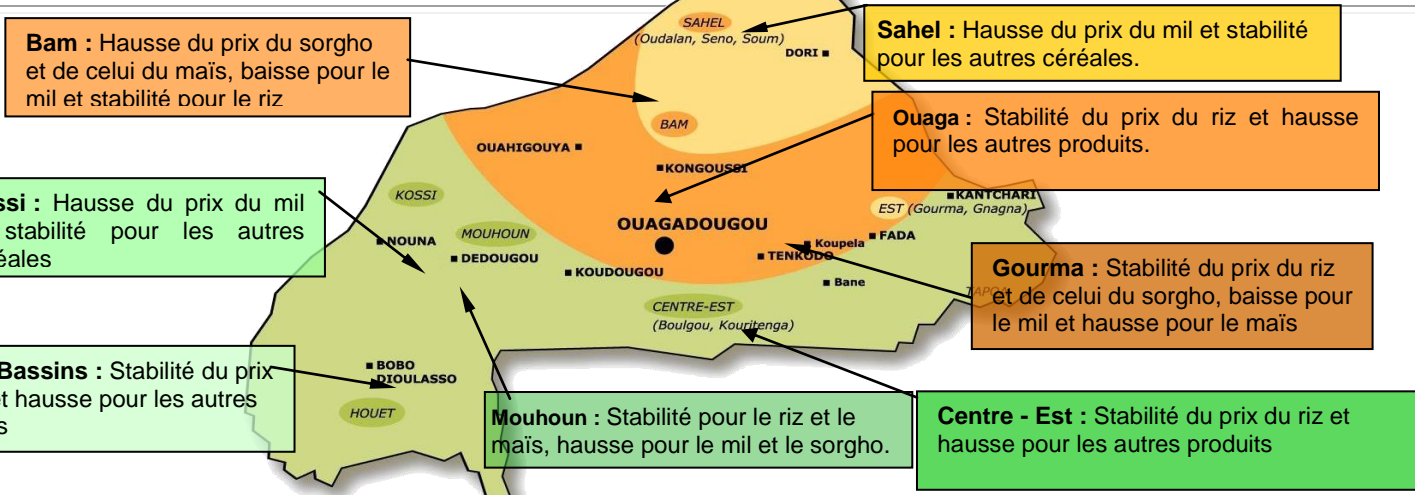 Bam : Hausse du prix du sorgho
et de celui du maïs, baisse pour le
mil et stabilité pour le riz
SAHEL
(Oudalan, Seno, Soum)
DORI
Sahel : Hausse du prix du mil et stabilité
pour les autres céréales.
BAM
Ouaga : Stabilité du prix du riz et hausse
pour les autres produits.
OUAHIGOUYA
KONGOUSSI
ssi : Hausse du prix du mil
stabilité pour les autres
éales
KOSSI
KANTCHARI
EST (Gourma, Gnagna)
OUAGADOUGOU
MOUHOUN
NOUNA
DEDOUGOU
KOUDOUGOU
Koupela
FADA
TENKODO
Bane
Gourma : Stabilité du prix du riz
et de celui du sorgho, baisse pour
le mil et hausse pour le maïs
TAPOA
CENTRE-EST
(Boulgou, Kouritenga)
Bassins : Stabilité du prix
et hausse pour les autres
s
BOBO
DIOULASSO
HOUET
Mouhoun : Stabilité pour le riz et le
maïs, hausse pour le mil et le sorgho.
Centre - Est : Stabilité du prix du riz et
hausse pour les autres produits